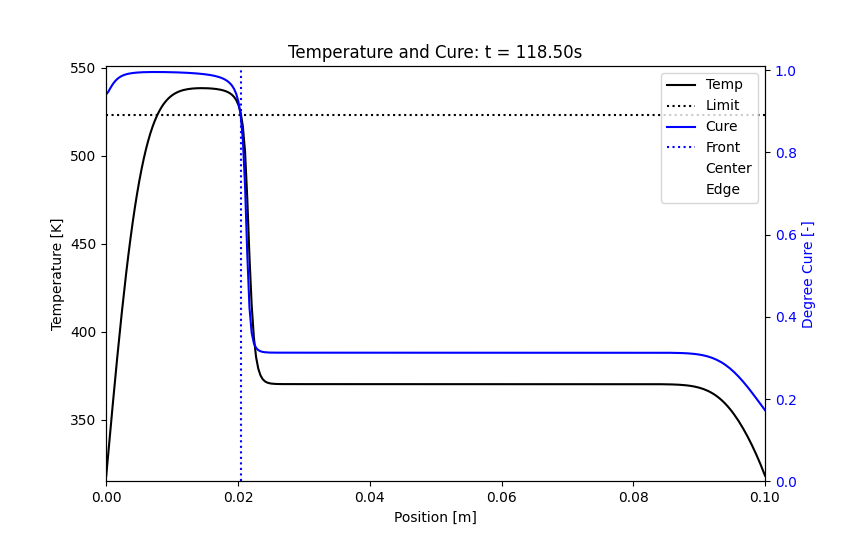 Temperature and Cure: t = 118.50s
550
500
450
400
350
Temperature [K]
1.0
0.8
0.6
0.4
0.2
0.0
Degree Cure [-]
Temp
Limit
Cure
Front
Center
Edge
0.00 0.02 0.04 0.06 0.08 0.10
Position [m]